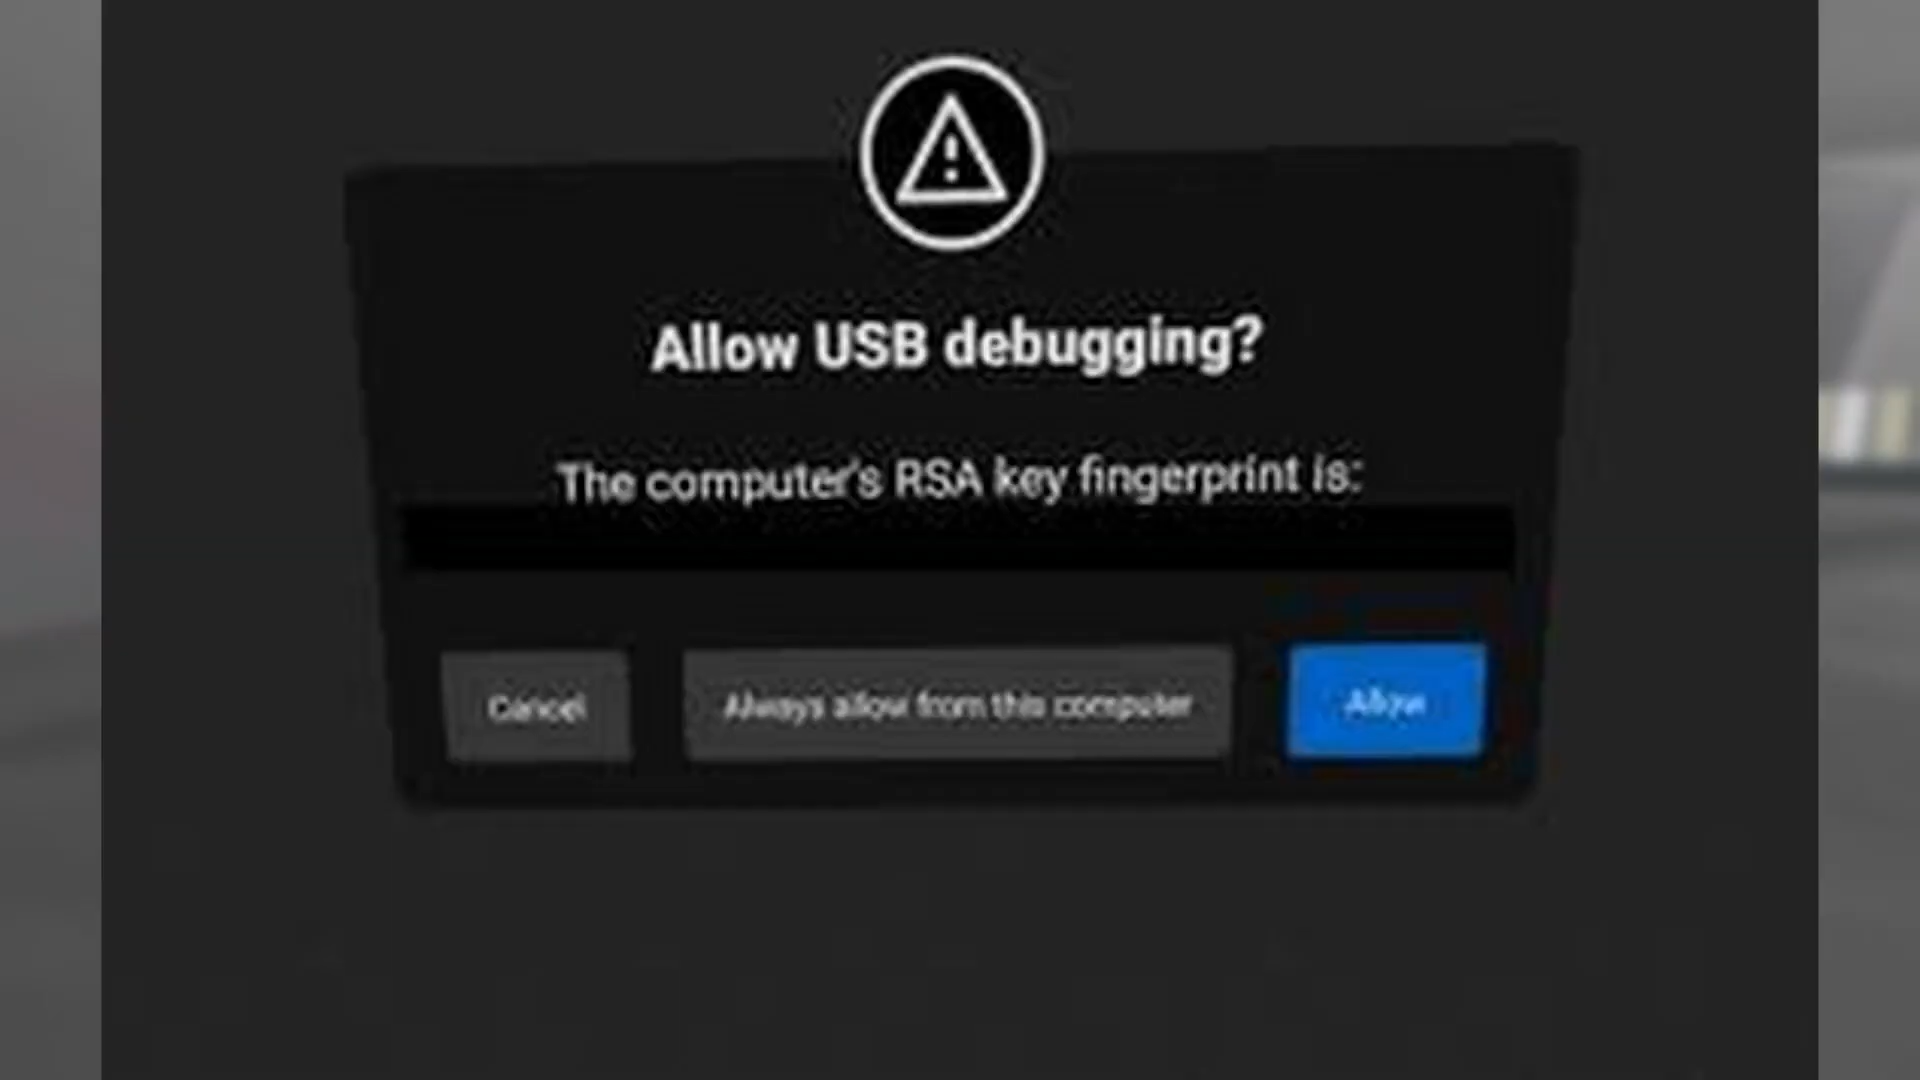 Allow USB debugging?
The computer's RSA key fingerprint is:
Cancel
Always allow from this computer
Allow